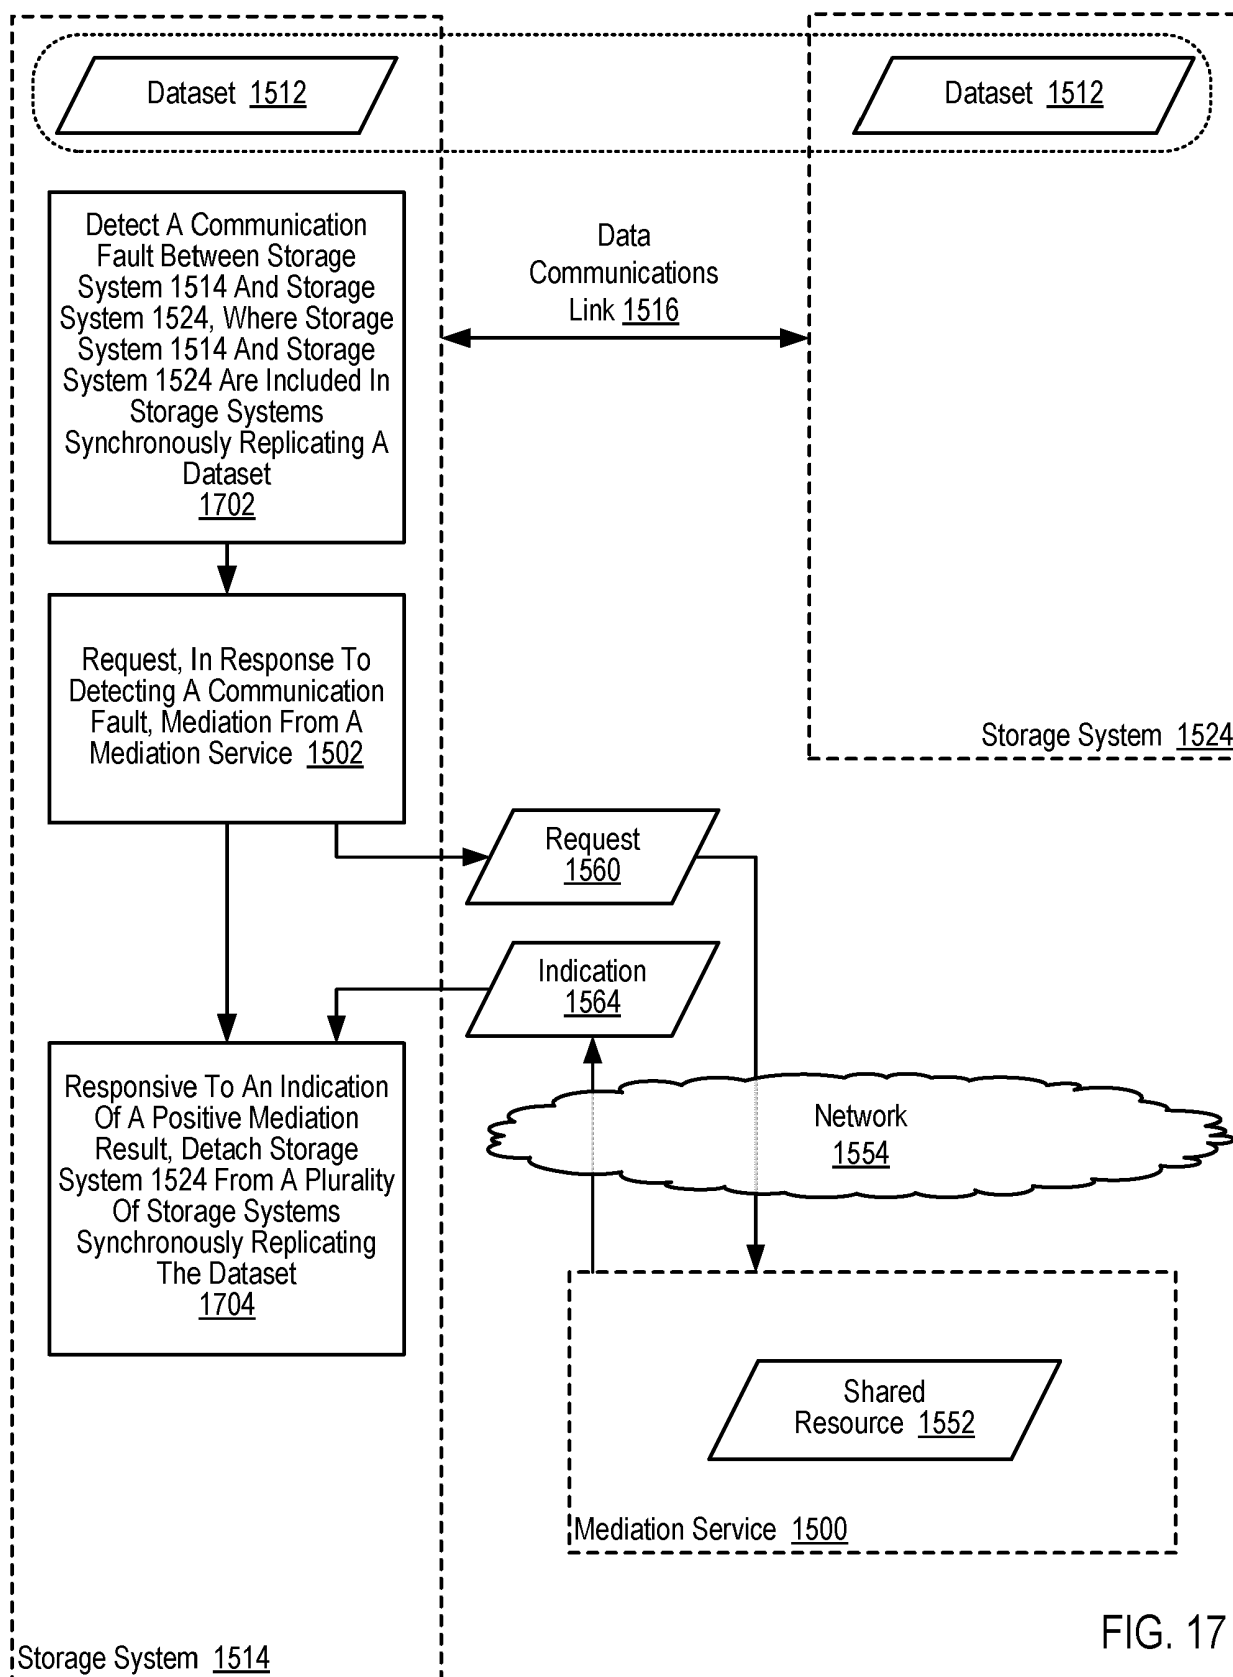 Dataset 1512
Dataset 1512
Detect A Communication
Fault Between Storage
System 1514 And Storage
System 1524, Where Storage
System 1514 And Storage
System 1524 Are Included In
Storage Systems
Synchronously Replicating A
Dataset
1702
Data
Communications
Link 1516
Request, In Response To
Detecting A Communication
Fault, Mediation From A
Mediation Service 1502
Storage System 1524
Request
1560
Indication
1564
Responsive To An Indication
Of A Positive Mediation
Result, Detach Storage
System 1524 From A Plurality
Of Storage Systems
Synchronously Replicating
The Dataset
1704
Network
1554
Shared
Resource 1552
Mediation Service 1500
FIG. 17
Storage System 1514